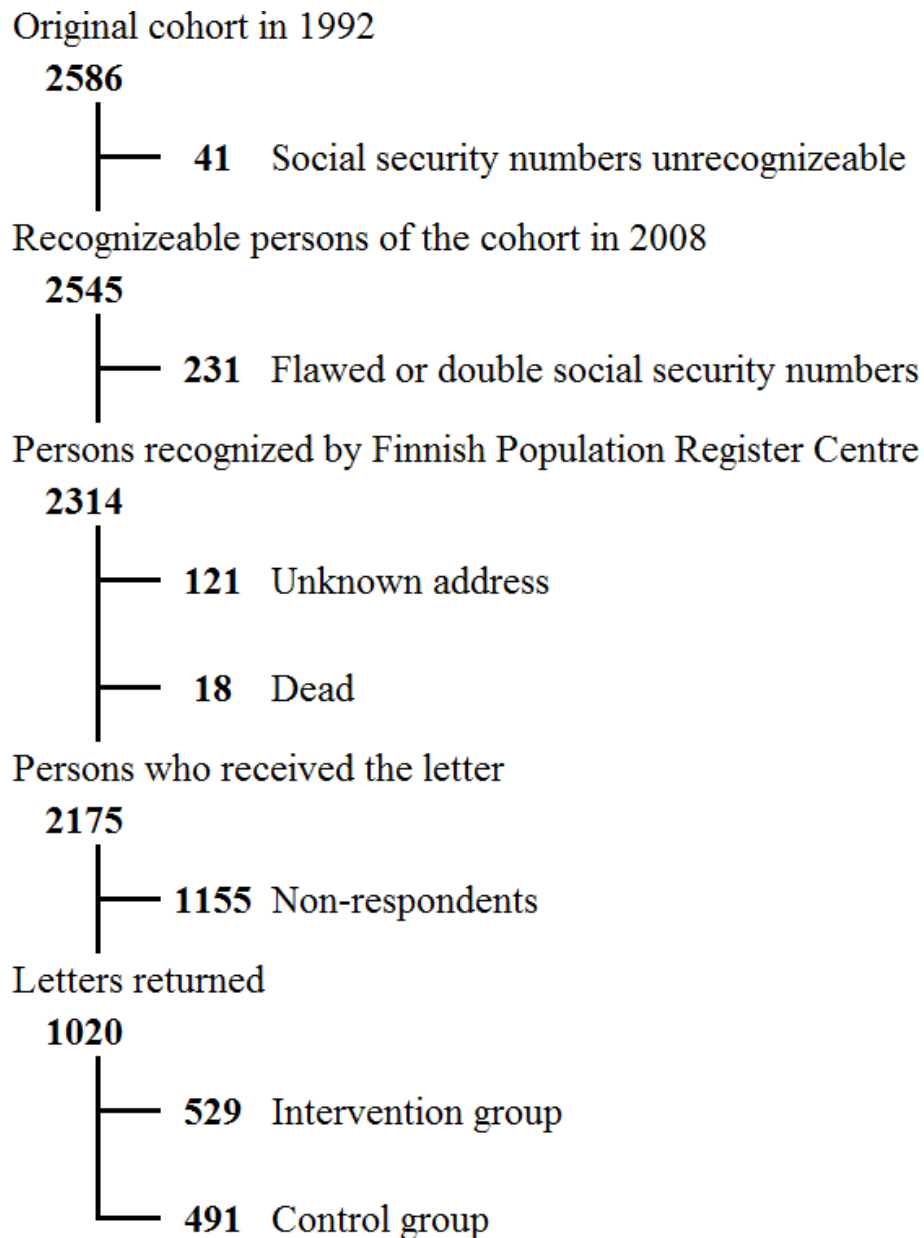 Original cohort in 1992
2586
41 Social security numbers unrecognizeable
Recognizeable persons of the cohort in 2008
2545
231 Flawed or double social security numbers
Persons recognized by Finnish Population Register Centre
2314
121 Unknown address
18 Dead
Persons who received the letter
2175
1155 Non-respondents
Letters returned
1020
529 Intervention group
491 Control group